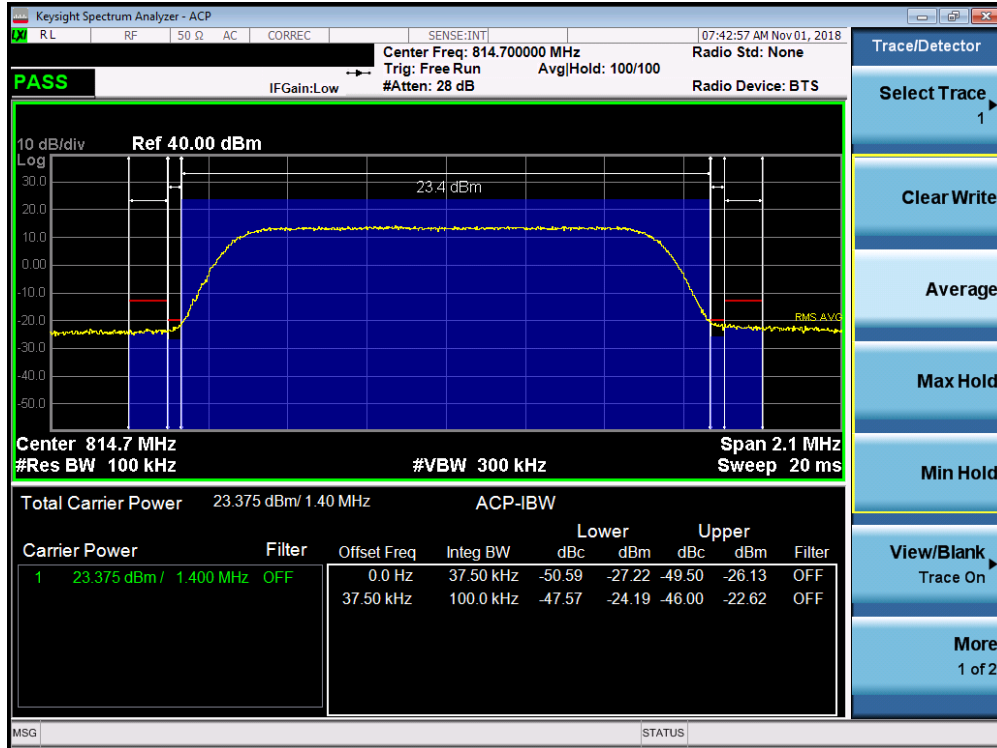 Keysight Spectrum Analyzer - ACP
LXI RL RF 50 Ω AC CORREC SENSE:INT 07:42:57 AM Nov 01, 2018
Center Freq: 814.700000 MHz Radio Std: None
Trig: Free Run Avg|Hold: 100/100
PASS IFGain:Low #Atten: 28 dB Radio Device: BTS
10 dB/div Ref 40.00 dBm
Log
30.0
23.4 dBm
20.0
10.0
0.00
-10.0
-20.0
RMS AVG
-30.0
-40.0
-50.0
Center 814.7 MHz Span 2.1 MHz
#Res BW 100 kHz #VBW 300 kHz Sweep 20 ms
Total Carrier Power 23.375 dBm/ 1.40 MHz ACP-IBW
Lower Upper
Carrier Power Filter Offset Freq Integ BW dBc dBm dBc dBm Filter
1 23.375 dBm / 1.400 MHz OFF 0.0 Hz 37.50 kHz -50.59 -27.22 -49.50 -26.13 OFF
37.50 kHz 100.0 kHz -47.57 -24.19 -46.00 -22.62 OFF
MSG STATUS
Trace/Detector
Select Trace
1
Clear Write
Average
Max Hold
Min Hold
View/Blank
Trace On
More
1 of 2